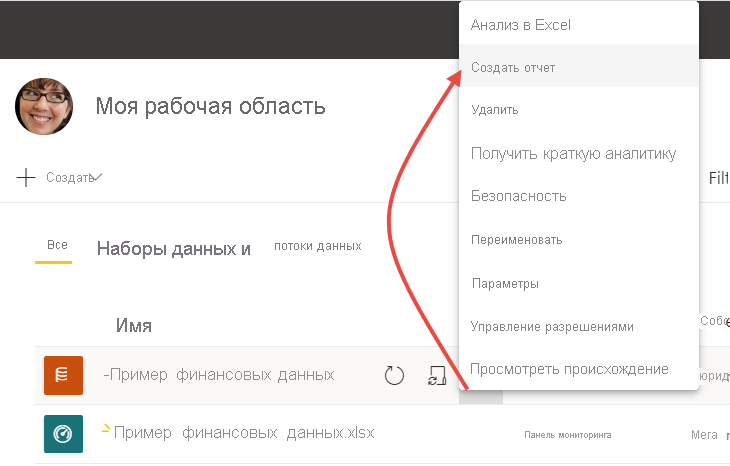 Анализ в Excel
Создать отчет
Моя рабочая область
Удалить
Получить краткую аналитику
Создать
Filt
Безопасность
Все
Наборы данных и
потоки данных
Переименовать
Параметры
Имя
Управление разрешениями
Собс
-Пример финансовых данных
Просмотреть происхождение
юрид
Пример финансовых данных.xlsx
Панель мониторинга
Мега